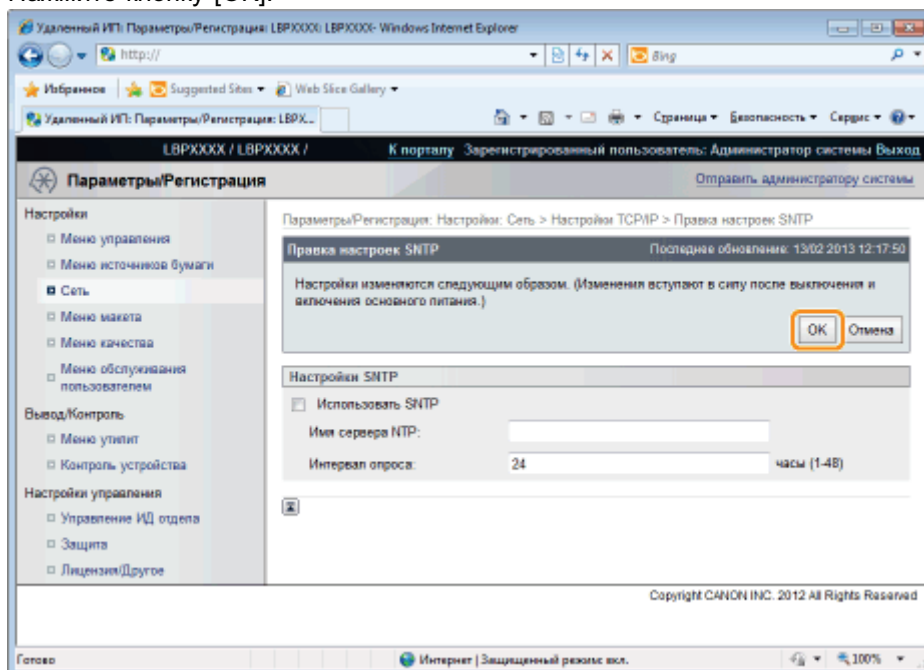 Удаленный ИП: Параметры/Регистрация: LBPXXXX: LBPXXXX- Windows Internet Explorer
http://
Bing
Избранное Suggested Sites Web Slice Gallery
Удаленный ИП: Параметры/Регистрация: LBPX... Страница Безопасность Сервис
LBPXXXX / LBPXXXX / К порталу Зарегистрированный пользователь: Администратор системы Выход
Параметры/Регистрация Отправить администратору системы
Настройки
Меню управления
Меню источников бумаги
Сеть
Меню макета
Меню качества
Меню обслуживания
пользователем
Вывод/Контроль
Меню утилит
Контроль устройства
Настройки управления
Управление ИД отдела
Защита
Лицензия/Другое
Параметры/Регистрация: Настройки: Сеть > Настройки TCP/IP > Правка настроек SNTP
Правка настроек SNTP Последнее обновление: 13/02 2013 12:17:50
Настройки изменяются следующим образом. (Изменения вступают в силу после выключения и
включения основного питания.)
OK Отмена
Настройки SNTP
Использовать SNTP
Имя сервера NTP:
Интервал опроса: 24 часы (1-48)
Copyright CANON INC. 2012 All Rights Reserved
Готово Интернет | Защищенный режим: вкл. 100%